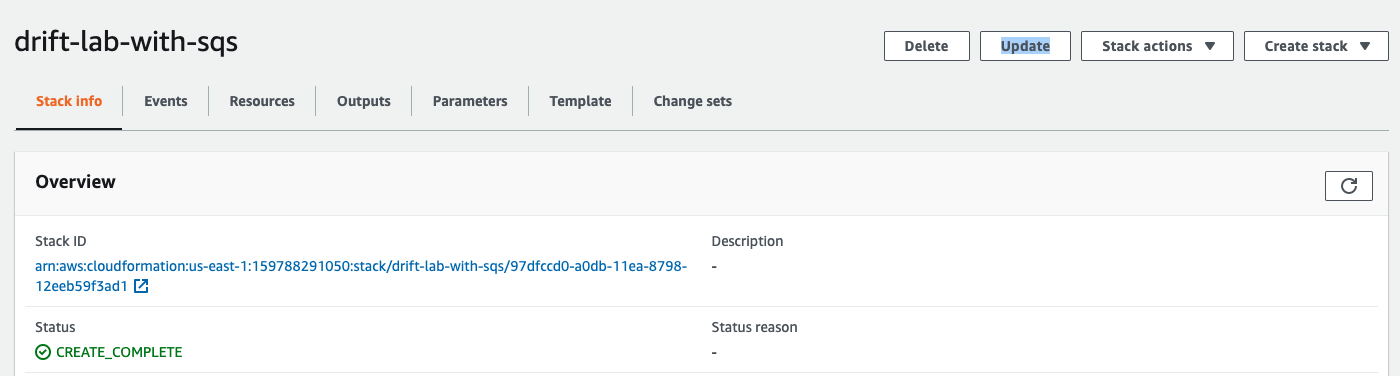 drift-lab-with-sqs
Delete
Update
Stack actions
Create stack
Stack info
Events
Resources
Outputs
Parameters
Template
Change sets
Overview
Stack ID
arn:aws:cloudformation:us-east-1:159788291050:stack/drift-lab-with-sqs/97dfccd0-a0db-11ea-8798-
12eeb59f3ad1
Description
-
Status
CREATE_COMPLETE
Status reason
-